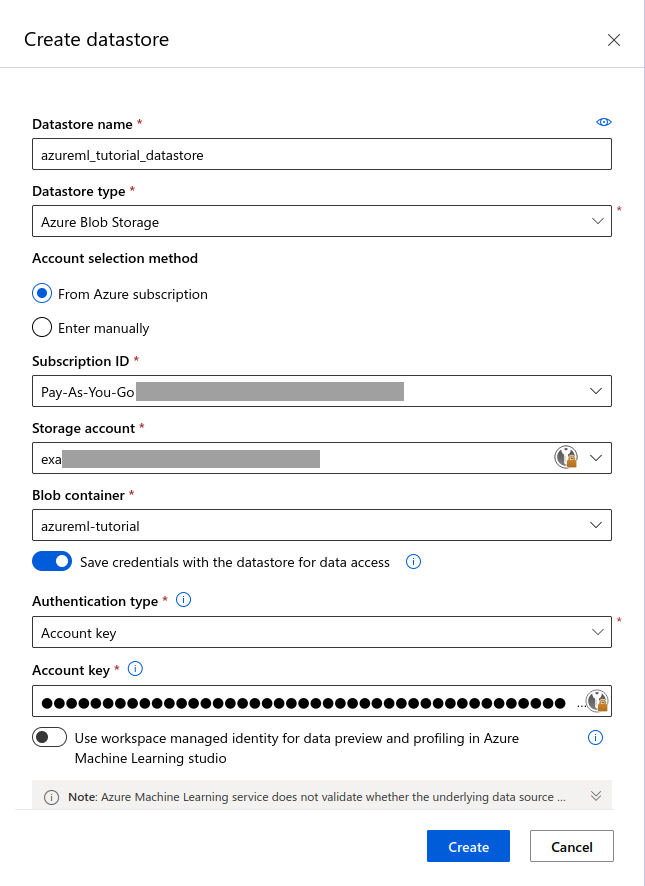 Create datastore
Datastore name *
azureml_tutorial_datastore
Datastore type *
Azure Blob Storage
*
Account selection method
From Azure subscription
Enter manually
Subscription ID *
Pay-As-You-Go
Storage account *
exa
Blob container *
azureml-tutorial
Save credentials with the datastore for data access
Authentication type *
Account key
*
Account key *
●●●●●●●●●●●●●●●●●●●●●●●●●●●●●●●●●●●●●●●●●●● ...
Use workspace managed identity for data preview and profiling in Azure
Machine Learning studio
Note: Azure Machine Learning service does not validate whether the underlying data source ...
Create
Cancel